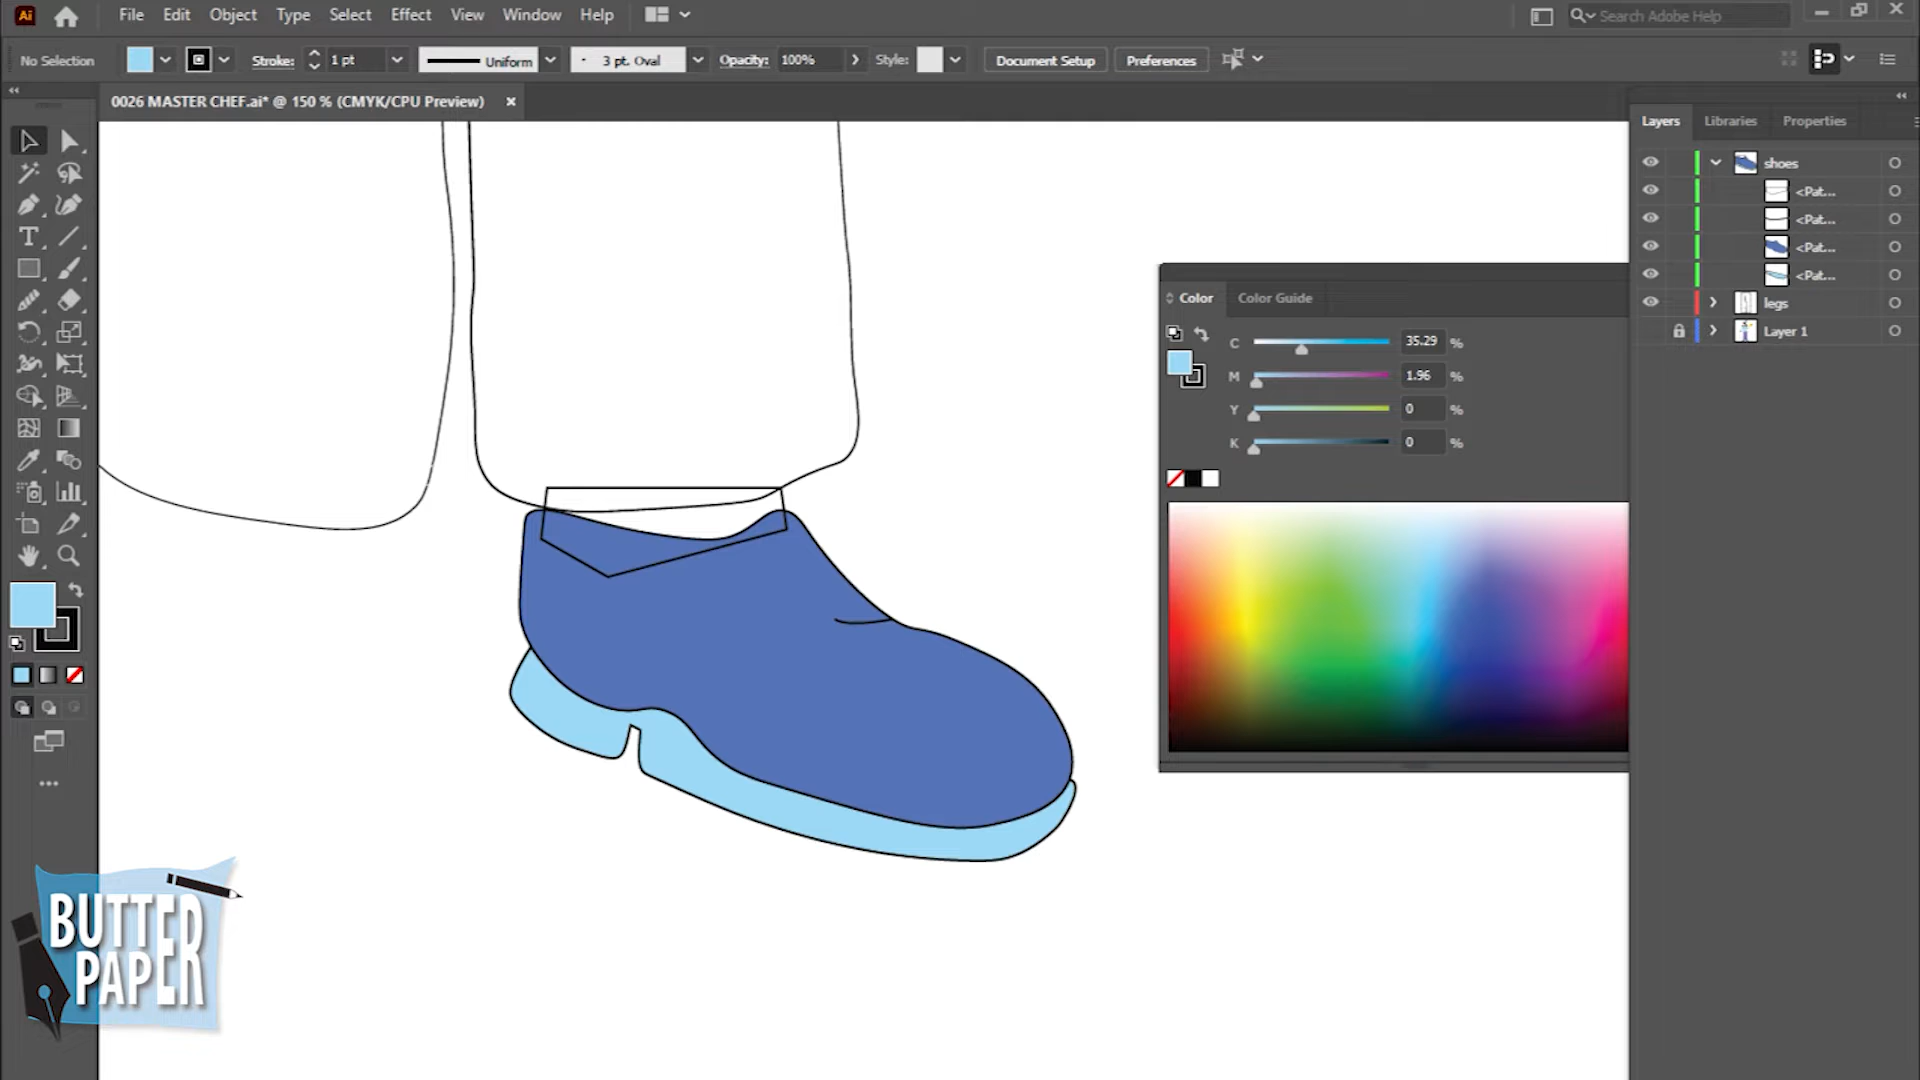 Ai File Edit Object Type Select Effect View Window Help Search Adobe Help
No Selection Stroke: 1 pt Uniform 3 pt. Oval Opacity: 100% Style: Document Setup Preferences
0026 MASTER CHEF.ai* @ 150 % (CMYK/CPU Preview)
Layers Libraries Properties
shoes
<Pat...
<Pat...
<Pat...
<Pat...
legs
Layer 1
Color Color Guide
C 35.29 %
M 1.96 %
Y 0 %
K 0 %
BUTTER
PAPER